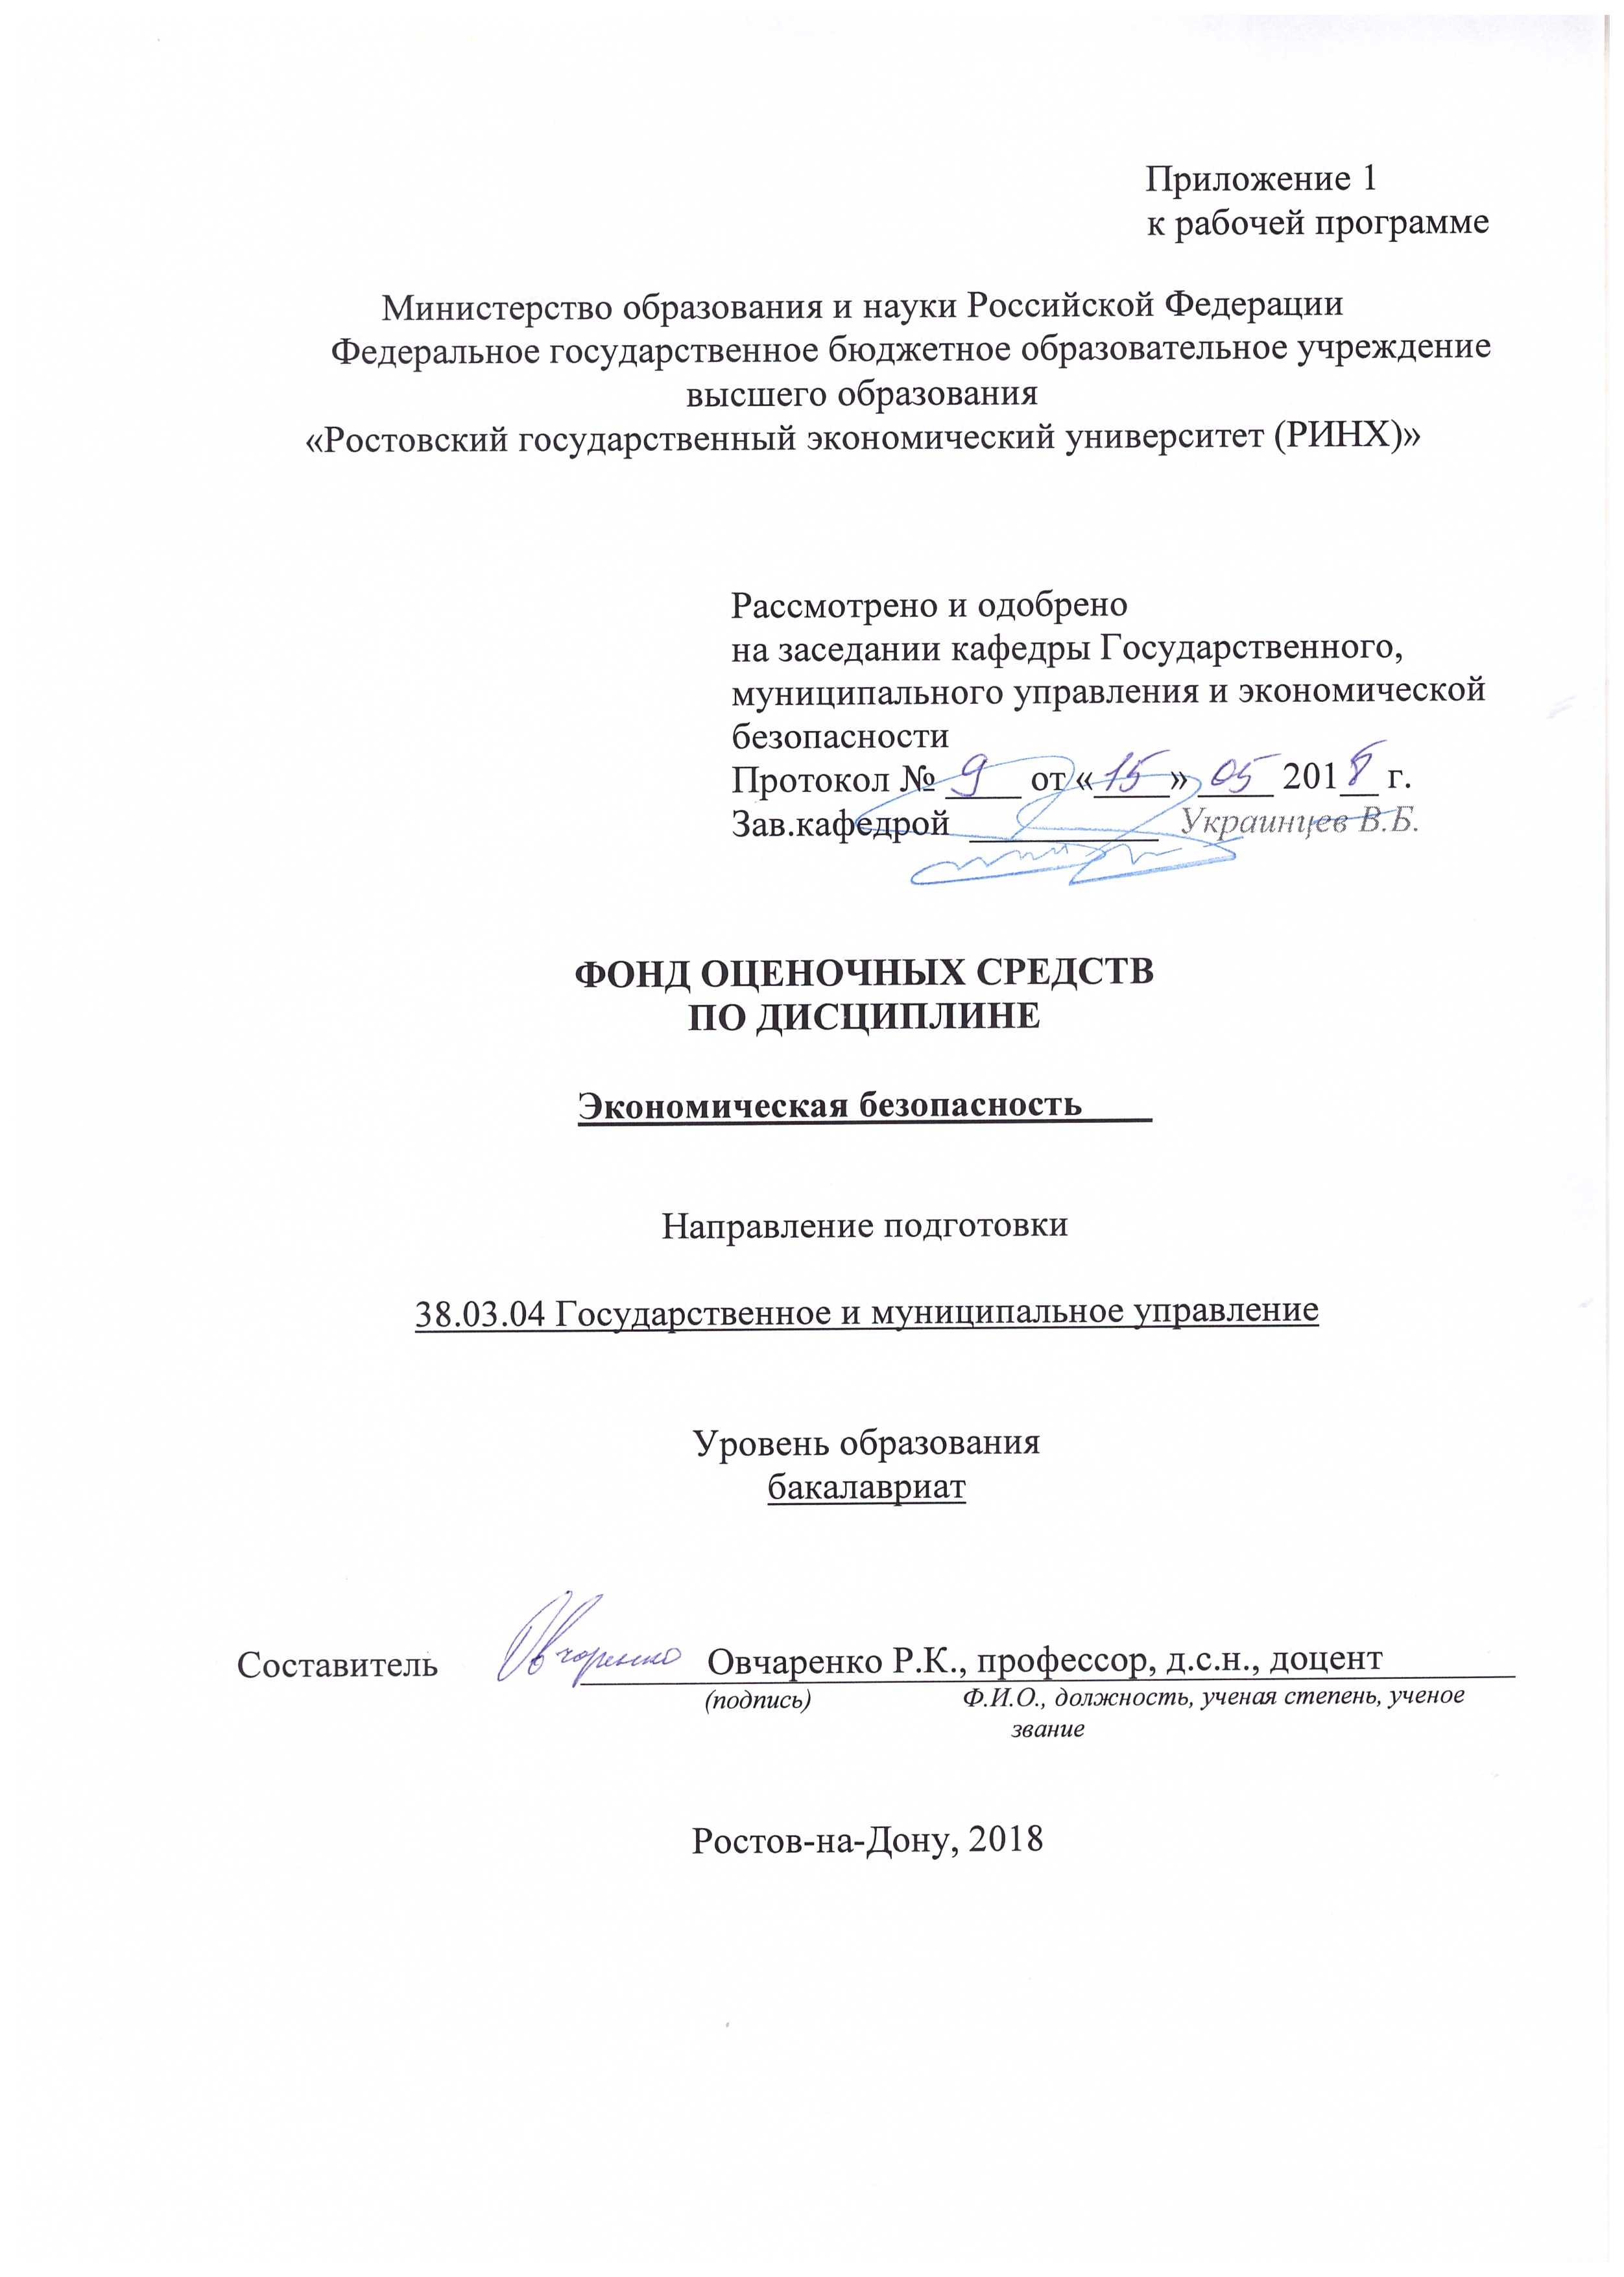 Приложение 1
к рабочей программе
Министерство образования и науки Российской Федерации
Федеральное государственное бюджетное образовательное учреждение
высшего образования
«Ростовский государственный экономический университет (РИНХ)»
Рассмотрено и одобрено
на заседании кафедры Государственного,
муниципального управления и экономической
безопасности
Протокол № 9 от «15» 05 2018 г.
Зав.кафедрой Украинцев В.Б.
ФОНД ОЦЕНОЧНЫХ СРЕДСТВ
ПО ДИСЦИПЛИНЕ
Экономическая безопасность
Направление подготовки
38.03.04 Государственное и муниципальное управление
Уровень образования
бакалавриат
Составитель Овчаренко Овчаренко Р.К., профессор, д.с.н., доцент
(подпись) Ф.И.О., должность, ученая степень, ученое
звание
Ростов-на-Дону, 2018